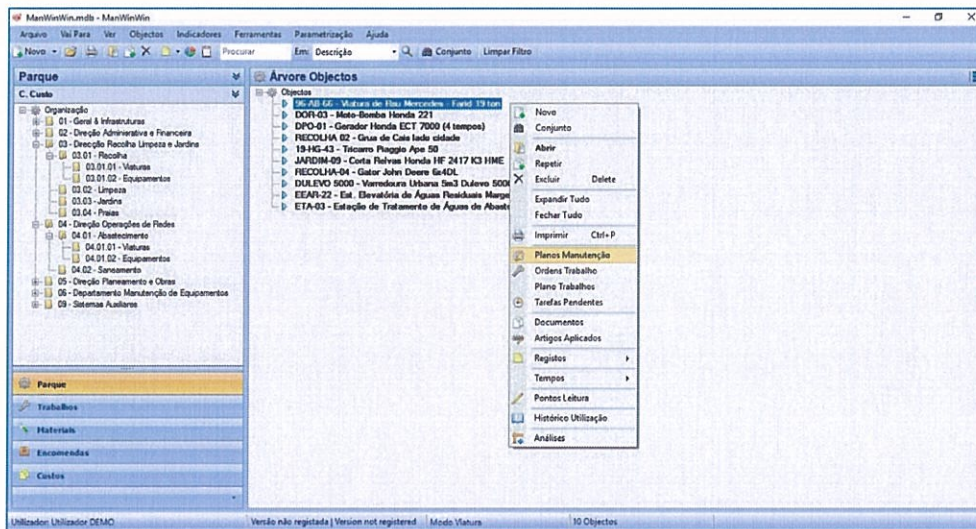 ManWinWin.mdb - ManWinWin
Arquivo Vai Para Ver Objectos Indicadores Ferramentas Parametrização Ajuda
Novo Procurar Em: Descrição Conjunto Limpar Filtro
Parque
C. Custo
Organização
01 - Geral & Infraestruturas
02 - Direção Administrativa e Financeira
03 - Direcção Recolha Limpeza e Jardins
03.01 - Recolha
03.01.01 - Viaturas
03.01.02 - Equipamentos
03.02 - Limpeza
03.03 - Jardins
03.04 - Praias
04 - Direção Operações de Redes
04.01 - Abastecimento
04.01.01 - Viaturas
04.01.02 - Equipamentos
04.02 - Saneamento
05 - Direção Planeamento e Obras
06 - Departamento Manutenção de Equipamentos
09 - Sistemas Auxiliares
Parque
Trabalhos
Materiais
Encomendas
Custos
Árvore Objectos
Objectos
96-AB-66 - Viatura de Rsu Mercedes - Farid 19 ton
DOR-03 - Moto-Bomba Honda 221
DPO-01 - Gerador Honda ECT 7000 (4 tempos)
RECOLHA 02 - Grua de Cais lado cidade
19-HG-43 - Tricarro Piaggio Ape 50
JARDIM-09 - Corta Relvas Honda HF 2417 K3 HME
RECOLHA-04 - Gator John Deere 6x4DL
DULEVO 5000 - Varredoura Urbana 5m3 Dulevo 5000
EEAR-22 - Est. Elevatória de Águas Residuais Marge
ETA-03 - Estação de Tratamento de Águas de Abaste
Novo
Conjunto
Abrir
Repetir
Excluir Delete
Expandir Tudo
Fechar Tudo
Imprimir Ctrl+P
Planos Manutenção
Ordens Trabalho
Plano Trabalhos
Tarefas Pendentes
Documentos
Artigos Aplicados
Registos
Tempos
Pontos Leitura
Histórico Utilização
Análises
Utilizador: Utilizador DEMO Versão não registada | Version not registered Modo Viatura 10 Objectos